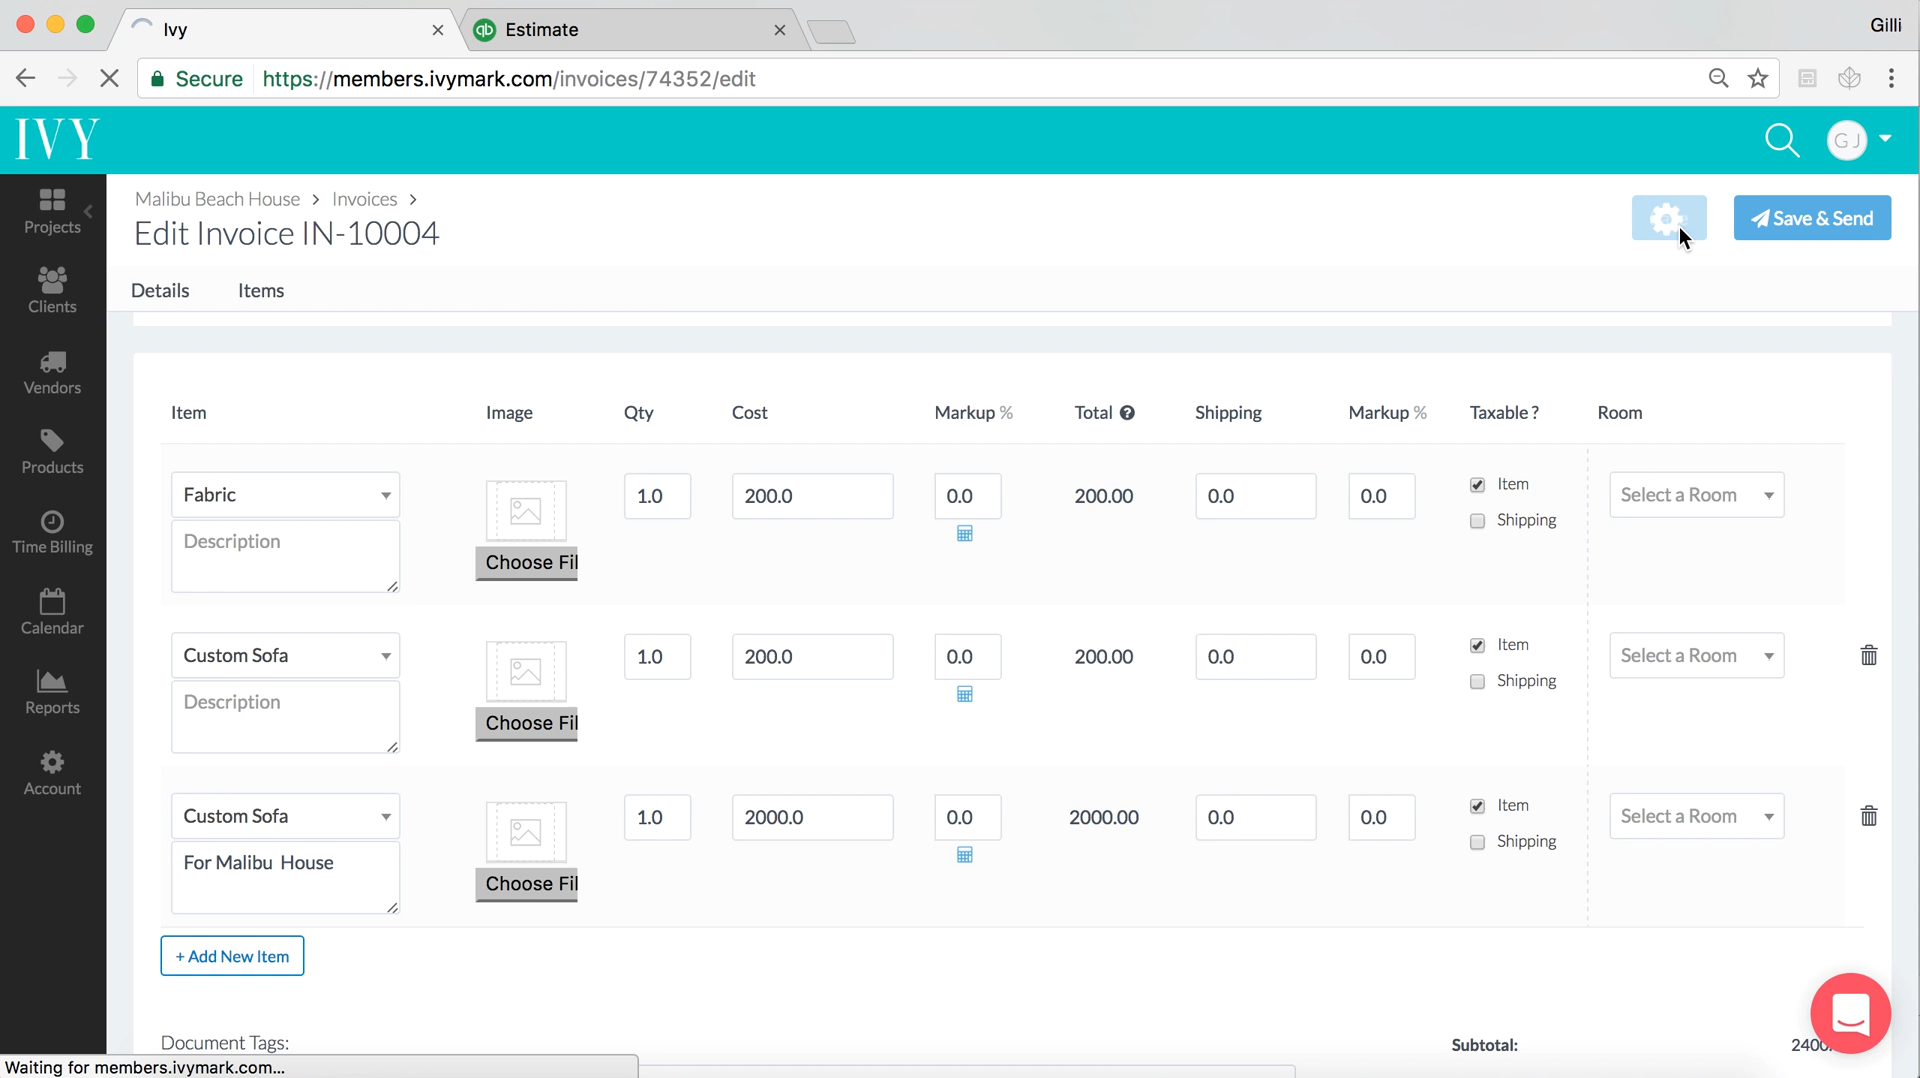 Ivy
Estimate
Gilli
Secure https://members.ivymark.com/invoices/74352/edit
IVY
GJ
Projects
Clients
Vendors
Products
Time Billing
Calendar
Reports
Account
Malibu Beach House > Invoices >
Edit Invoice IN-10004
Save & Send
Details Items
Item Image Qty Cost Markup % Total ? Shipping Markup % Taxable? Room
Fabric 1.0 200.0 0.0 200.00 0.0 0.0 Item Select a Room
Shipping
Description
Choose Fil
Custom Sofa 1.0 200.0 0.0 200.00 0.0 0.0 Item Select a Room
Shipping
Description
Choose Fil
Custom Sofa 1.0 2000.0 0.0 2000.00 0.0 0.0 Item Select a Room
Shipping
For Malibu House
Choose Fil
+ Add New Item
Document Tags:
Subtotal:
Waiting for members.ivymark.com...